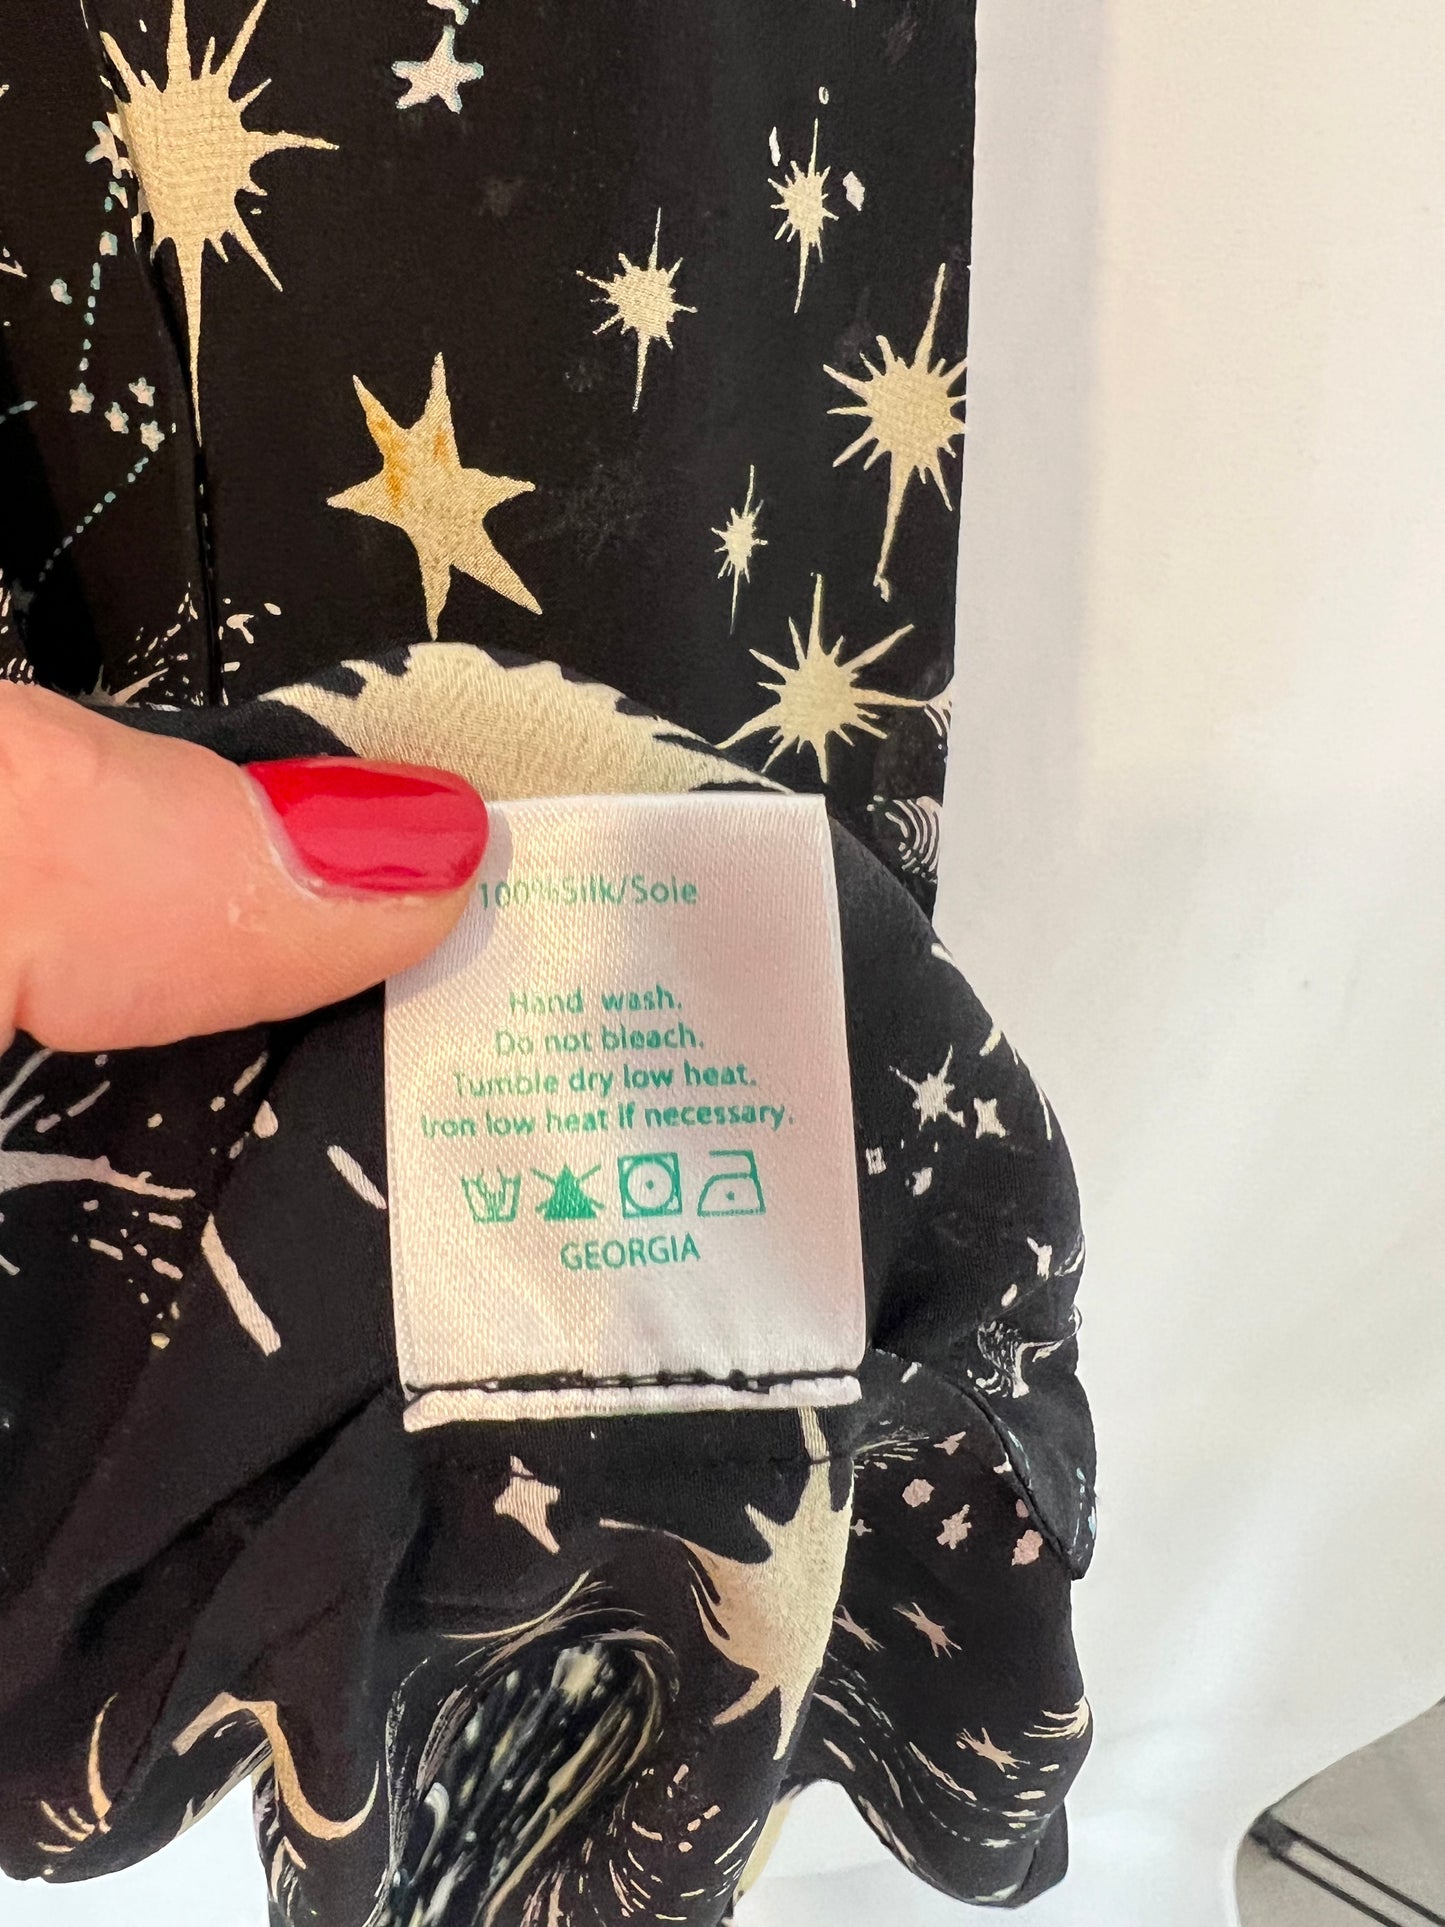 100%Silk/Sole
Hand wash.
Do not bleach.
Tumble dry low heat.
Iron low heat if necessary.
GEORGIA